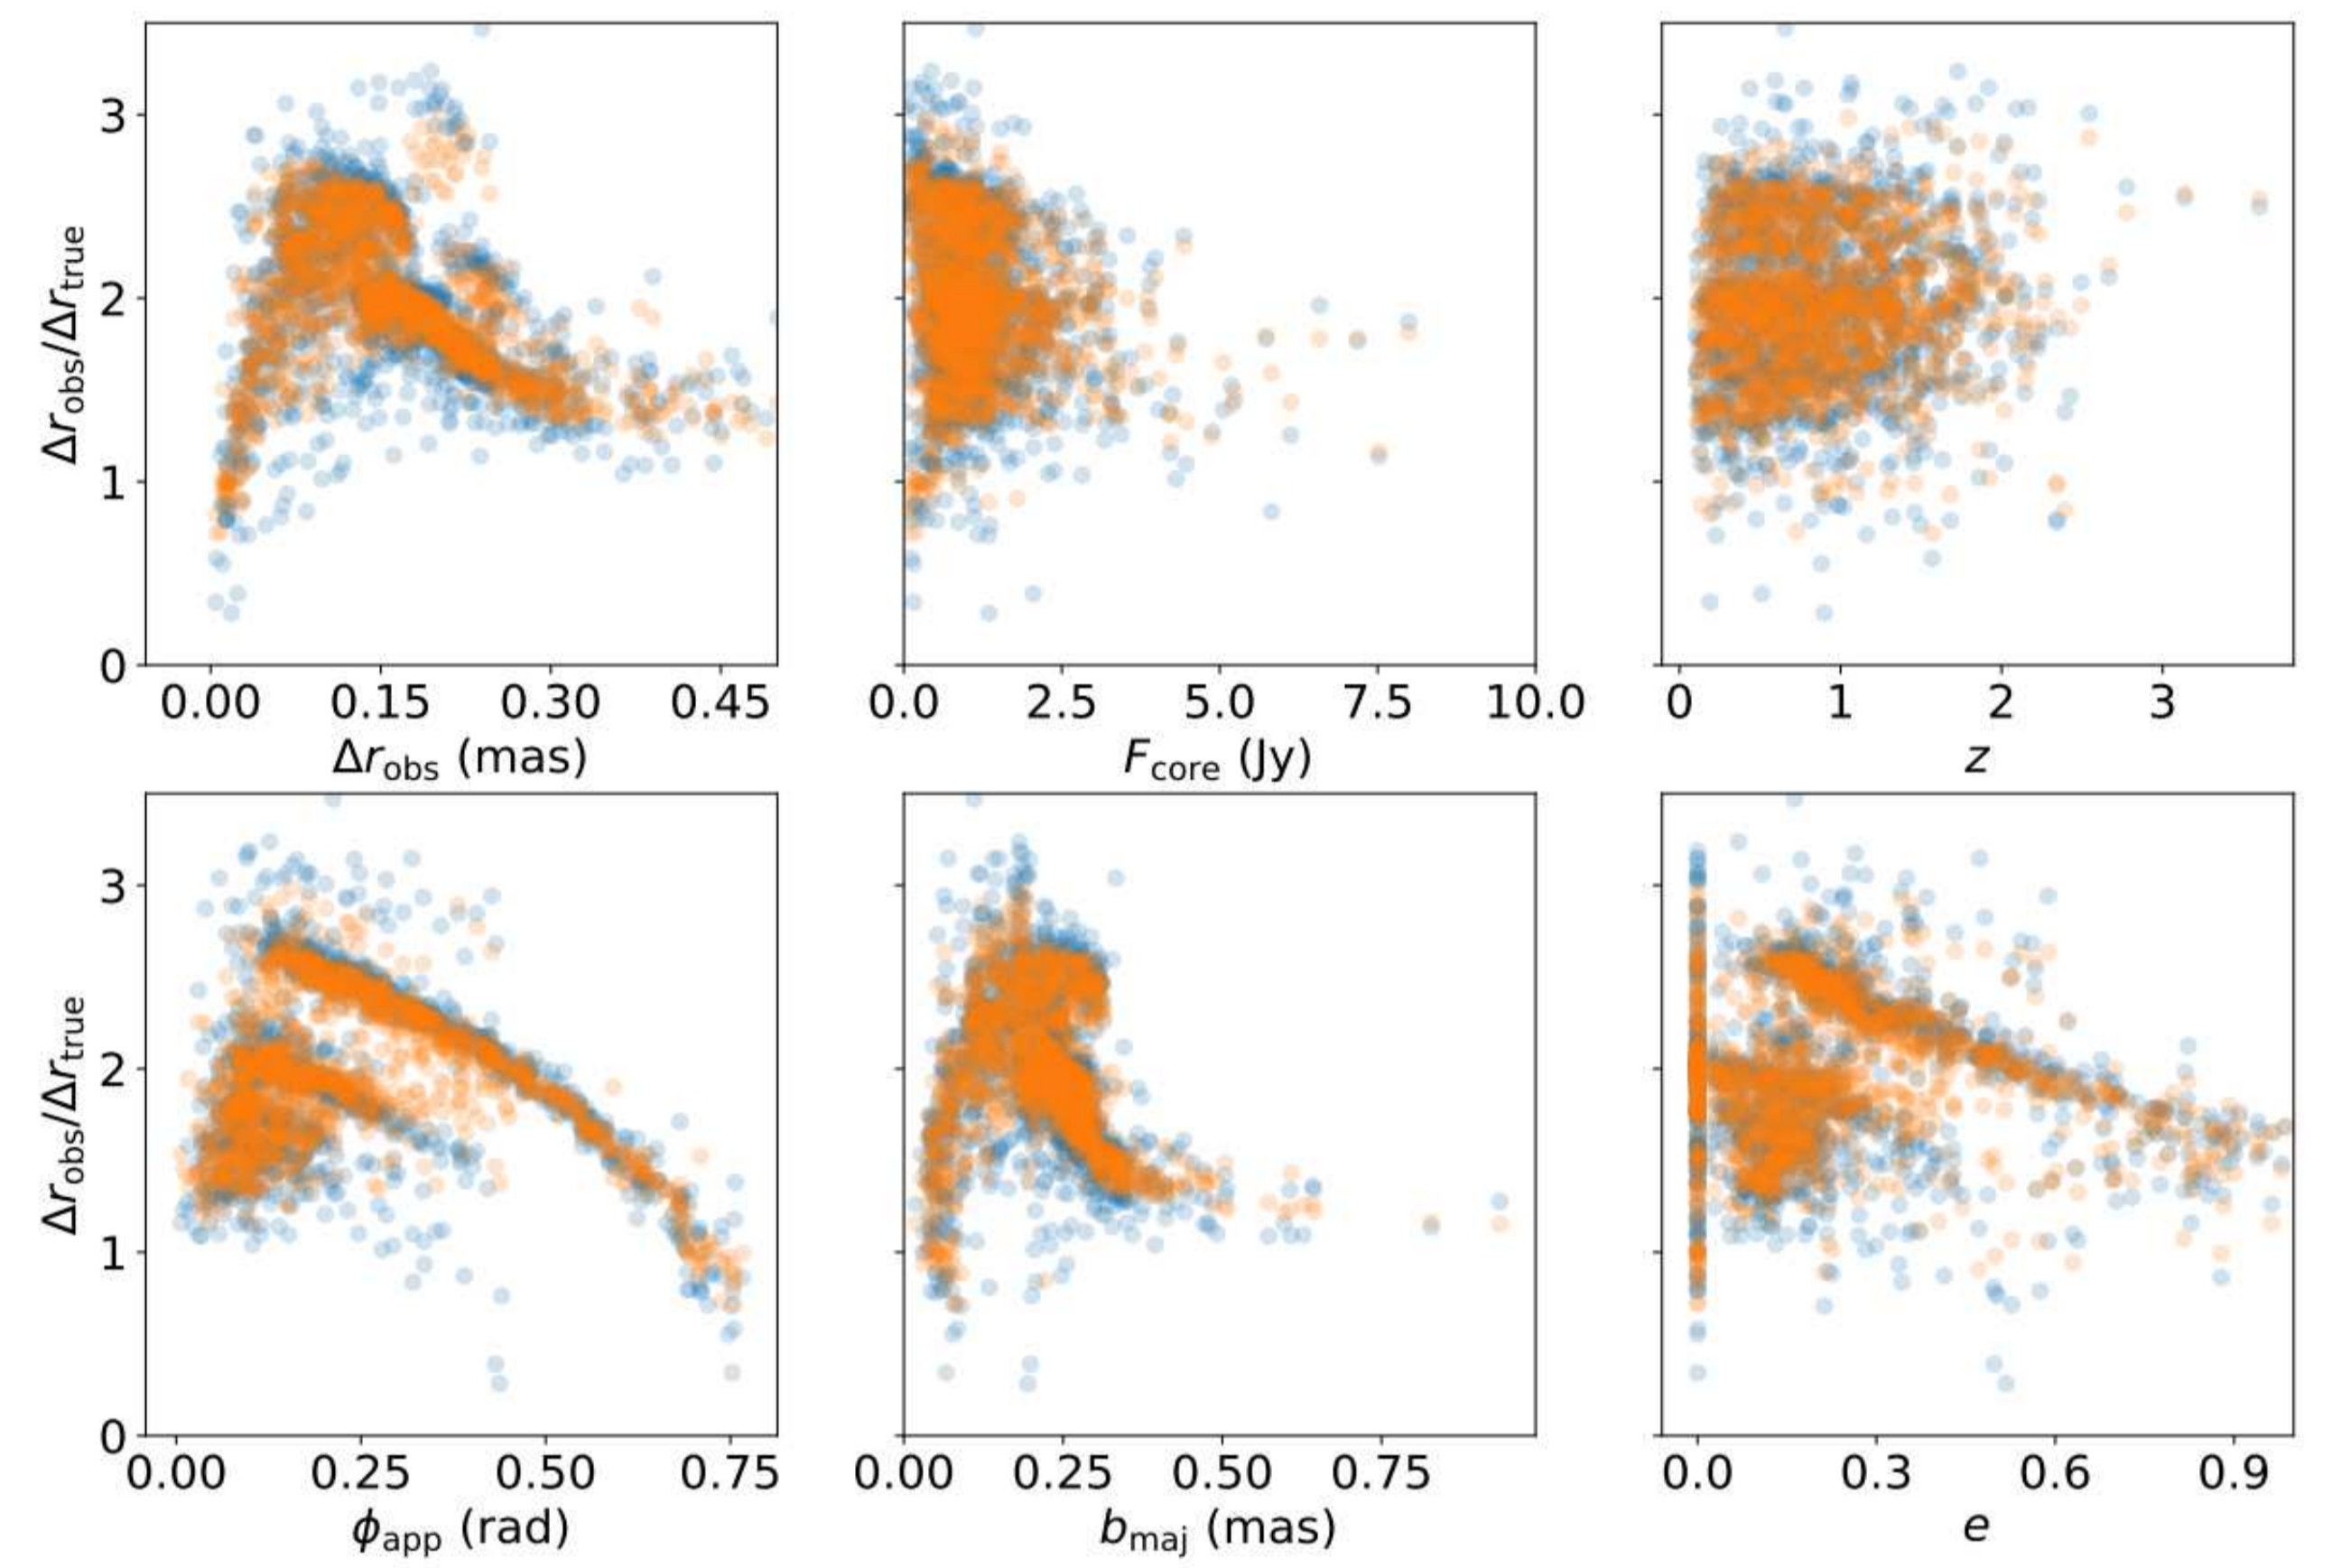 3
2
1
0
Δr_obs/Δr_true
0.00 0.15 0.30 0.45
0.0 2.5 5.0 7.5 10.0
0 1 2 3
Δr_obs (mas)
F_core (Jy)
z
3
2
1
0
Δr_obs/Δr_true
0.00 0.25 0.50 0.75
0.00 0.25 0.50 0.75
0.0 0.3 0.6 0.9
ϕ_app (rad)
b_maj (mas)
e